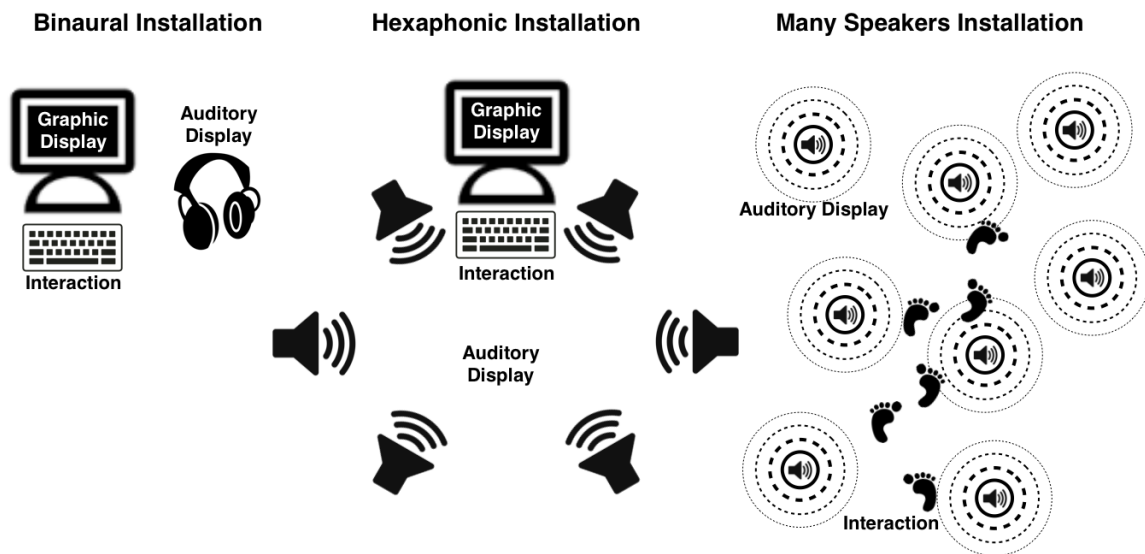 Binaural Installation
Hexaphonic Installation
Many Speakers Installation
Graphic
Display
Auditory
Display
Interaction
Graphic
Display
Interaction
Auditory
Display
Auditory Display
Interaction